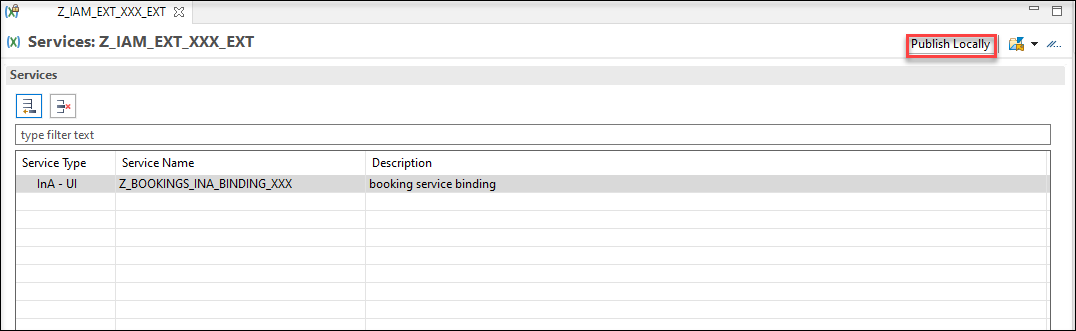 Z_IAM_EXT_XXX_EXT
Services: Z_IAM_EXT_XXX_EXT
Publish Locally
Services
type filter text
Service Type Service Name Description
InA - UI Z_BOOKINGS_INA_BINDING_XXX booking service binding